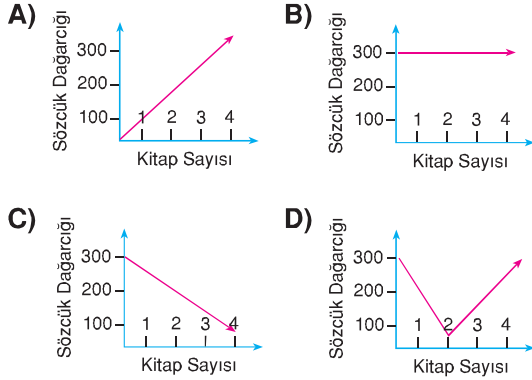 A)
Sözcük Dağarcığı
300
200
100
1 2 3 4
Kitap Sayısı
B)
Sözcük Dağarcığı
300
200
100
1 2 3 4
Kitap Sayısı
C)
Sözcük Dağarcığı
300
200
100
1 2 3 4
Kitap Sayısı
D)
Sözcük Dağarcığı
300
200
100
1 2 3 4
Kitap Sayısı